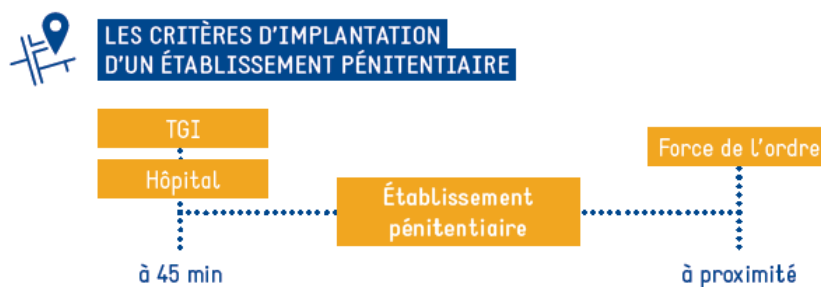 LES CRITÈRES D'IMPLANTATION
D'UN ÉTABLISSEMENT PÉNITENTIAIRE
TGI
Hôpital
Force de l'ordre
Établissement
pénitentiaire
à 45 min
à proximité